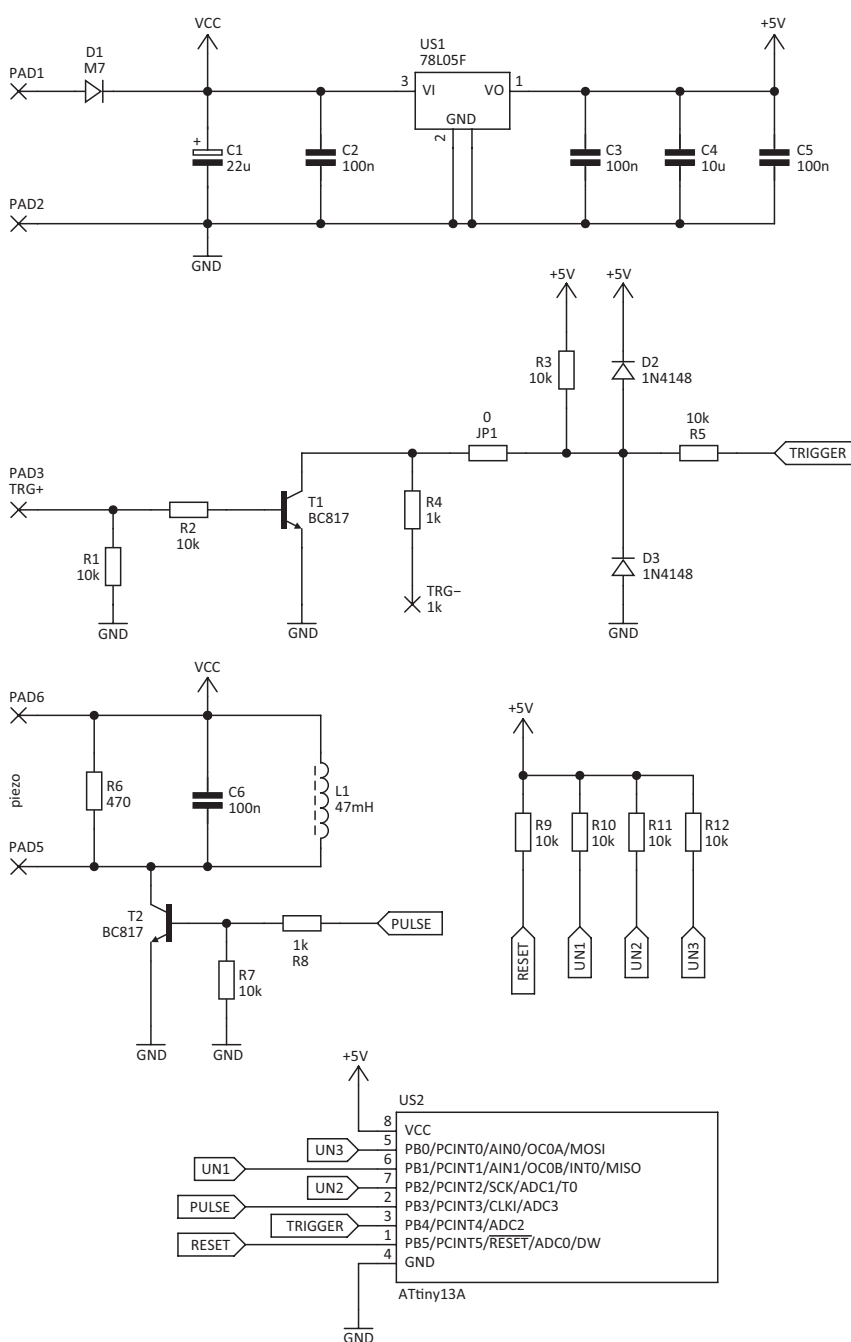 VCC
+5V
D1
M7
PAD1
US1
78L05F
3
VI
VO
1
GND
2
+
C1
22u
C2
100n
C3
100n
C4
10u
C5
100n
PAD2
GND
+5V
+5V
R3
10k
D2
1N4148
0
JP1
10k
R5
TRIGGER
PAD3
TRG+
R2
10k
T1
BC817
R4
1k
R1
10k
TRG−
1k
D3
1N4148
GND
GND
GND
VCC
PAD6
piezo
R6
470
C6
100n
L1
47mH
PAD5
T2
BC817
1k
R8
PULSE
R7
10k
GND
GND
+5V
R9
10k
R10
10k
R11
10k
R12
10k
RESET
UN1
UN2
UN3
+5V
US2
8
VCC
UN3
5
PB0/PCINT0/AIN0/OC0A/MOSI
UN1
6
PB1/PCINT1/AIN1/OC0B/INT0/MISO
UN2
7
PB2/PCINT2/SCK/ADC1/T0
PULSE
2
PB3/PCINT3/CLKI/ADC3
TRIGGER
3
PB4/PCINT4/ADC2
RESET
1
PB5/PCINT5/RESET/ADC0/DW
4
GND
ATtiny13A
GND